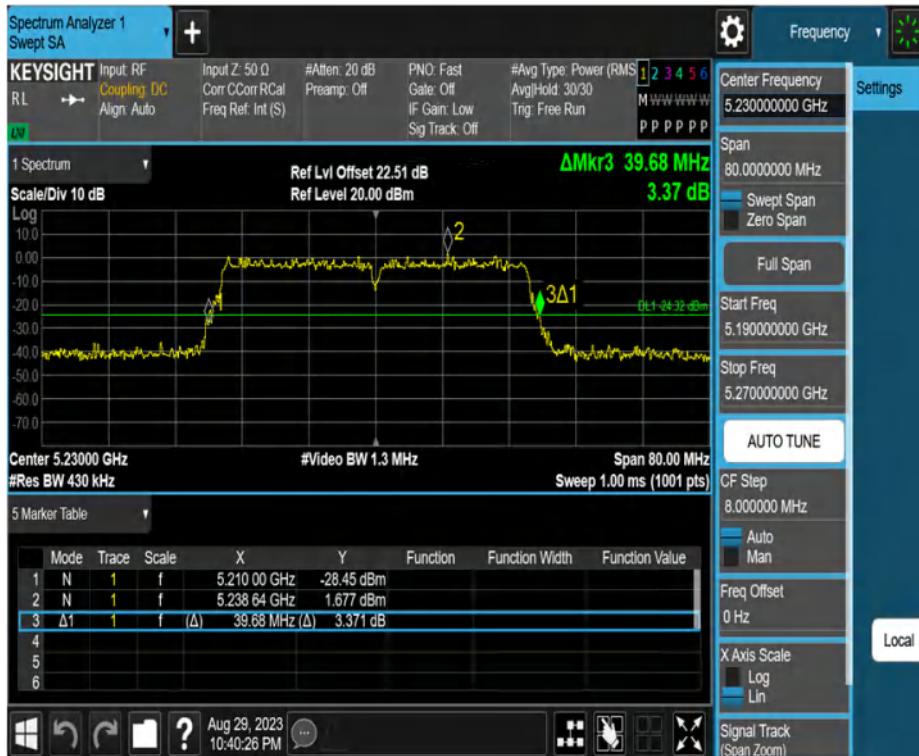 Spectrum Analyzer 1
Swept SA
+
Frequency
KEYSIGHT
RL
Input: RF
Coupling: DC
Align: Auto
Input Z: 50 Ω
Corr CCorr RCal
Freq Ref: Int (S)
#Atten: 20 dB
Preamp: Off
PNO: Fast
Gate: Off
IF Gain: Low
Sig Track: Off
#Avg Type: Power (RMS
Avg|Hold: 30/30
Trig: Free Run
1 2 3 4 5 6
M W W W W W
P P P P P P
1 Spectrum
Scale/Div 10 dB
Ref Lvl Offset 22.51 dB
Ref Level 20.00 dBm
ΔMkr3 39.68 MHz
3.37 dB
Log
10.0
0.00
-10.0
-20.0
-30.0
-40.0
-50.0
-60.0
-70.0
2
3Δ1
DL1 -24.32 dBm
Center 5.23000 GHz
#Res BW 430 kHz
#Video BW 1.3 MHz
Span 80.00 MHz
Sweep 1.00 ms (1001 pts)
5 Marker Table
Mode Trace Scale X Y Function Function Width Function Value
1 N 1 f 5.210 00 GHz -28.45 dBm
2 N 1 f 5.238 64 GHz 1.677 dBm
3 Δ1 1 f (Δ) 39.68 MHz (Δ) 3.371 dB
4
5
6
Aug 29, 2023
10:40:26 PM
?
Center Frequency
5.230000000 GHz
Settings
Span
80.0000000 MHz
Swept Span
Zero Span
Full Span
Start Freq
5.190000000 GHz
Stop Freq
5.270000000 GHz
AUTO TUNE
CF Step
8.000000 MHz
Auto
Man
Freq Offset
0 Hz
Local
X Axis Scale
Log
Lin
Signal Track
(Span Zoom)